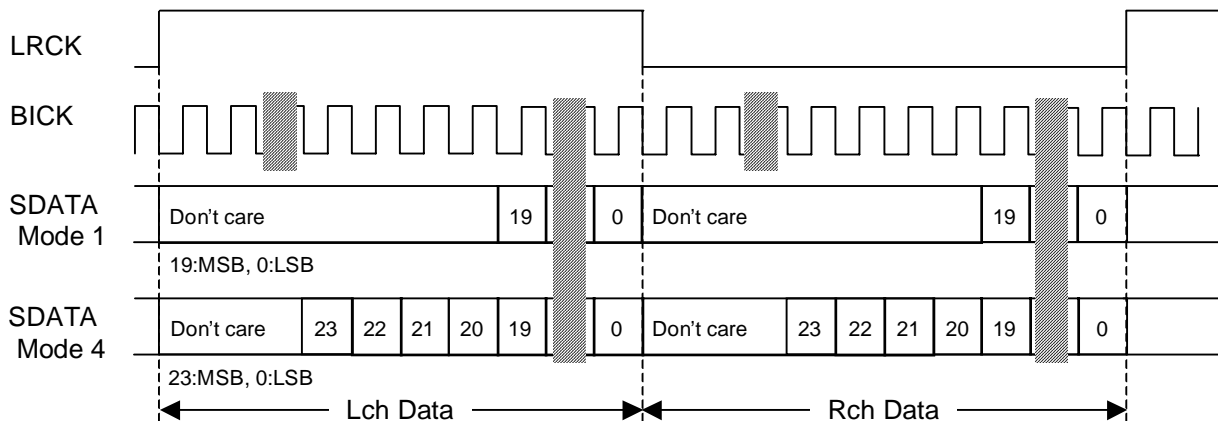 LRCK
BICK
SDATA
Mode 1
Don't care 19 0 Don't care 19 0
19:MSB, 0:LSB
SDATA
Mode 4
Don't care 23 22 21 20 19 0 Don't care 23 22 21 20 19 0
23:MSB, 0:LSB
Lch Data Rch Data